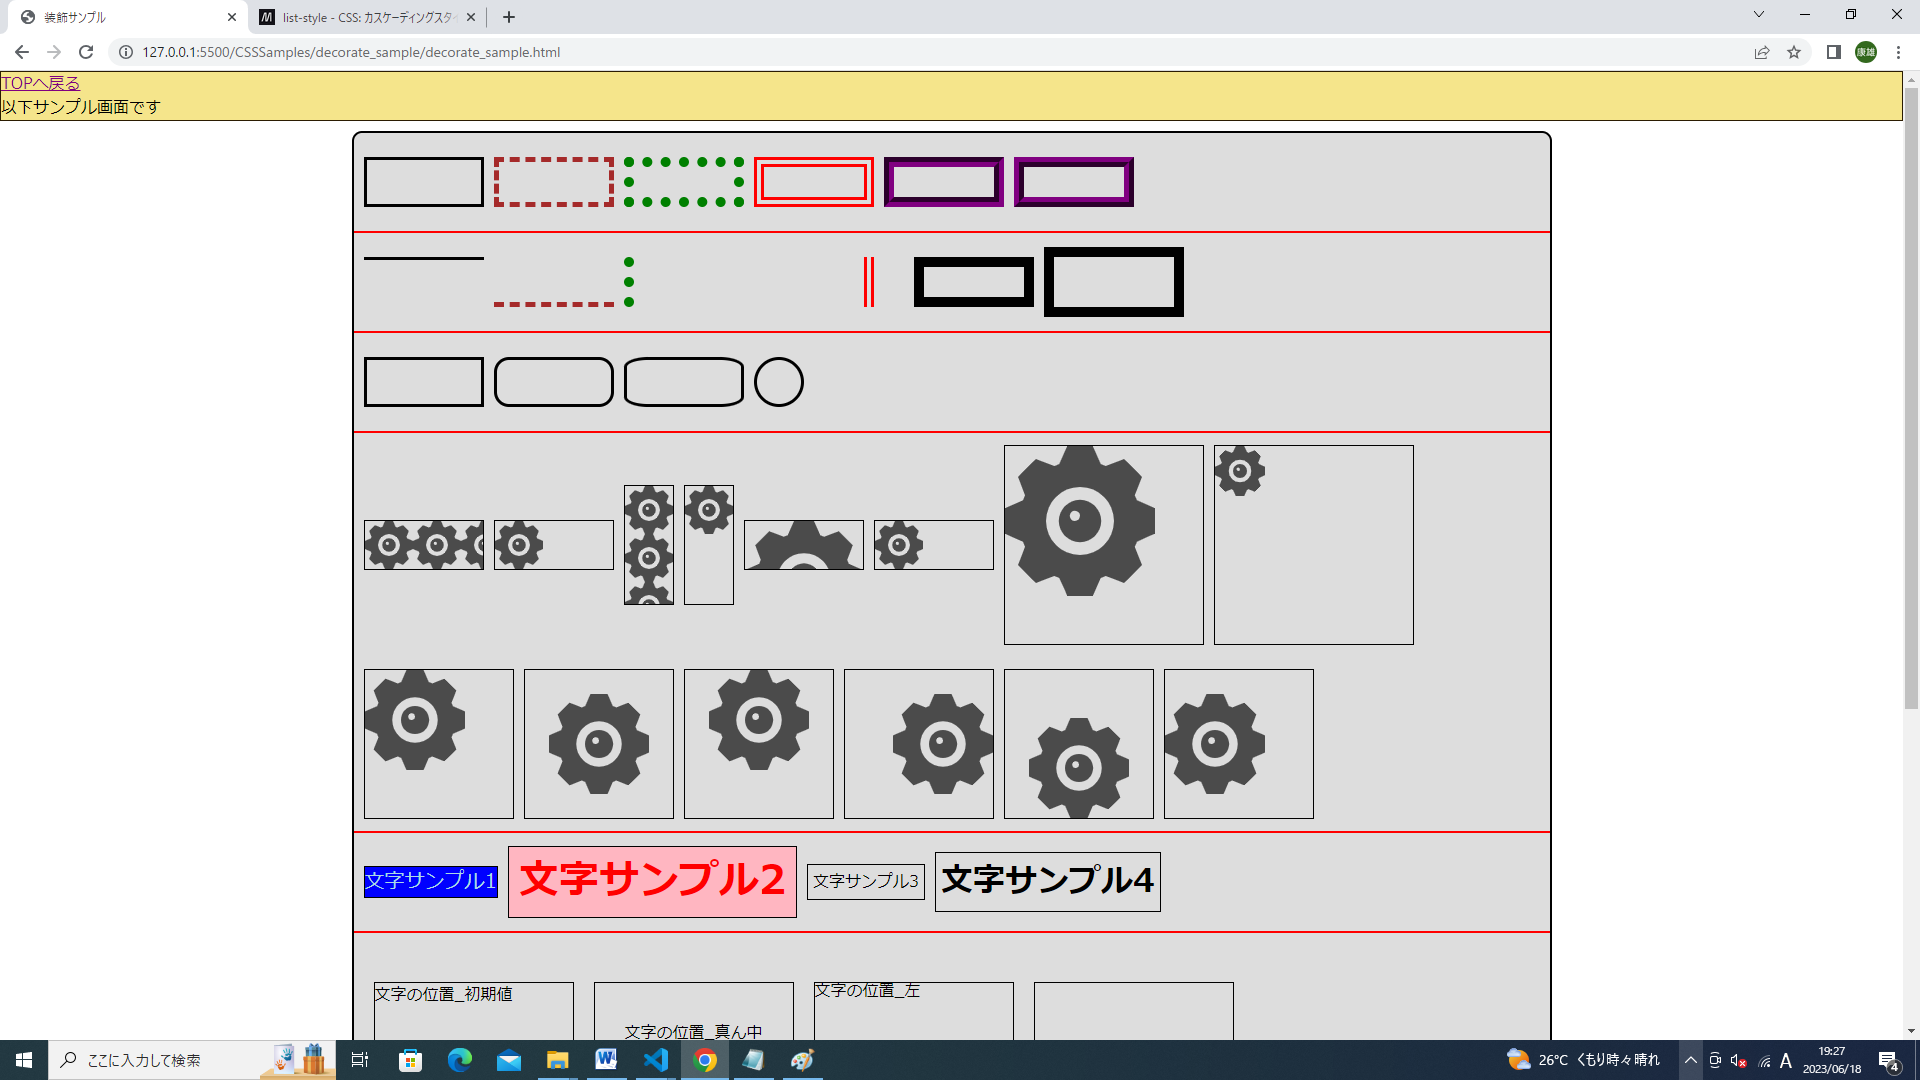 装飾サンプル
list-style - CSS: カスケーディングスタイ
127.0.0.1:5500/CSSSamples/decorate_sample/decorate_sample.html
康雄
TOPへ戻る
以下サンプル画面です
文字サンプル1
文字サンプル2
文字サンプル3
文字サンプル4
文字の位置_初期値
文字の位置_真ん中
文字の位置_左
ここに入力して検索
26°C くもり時々晴れ
A
19:27
2023/06/18
4